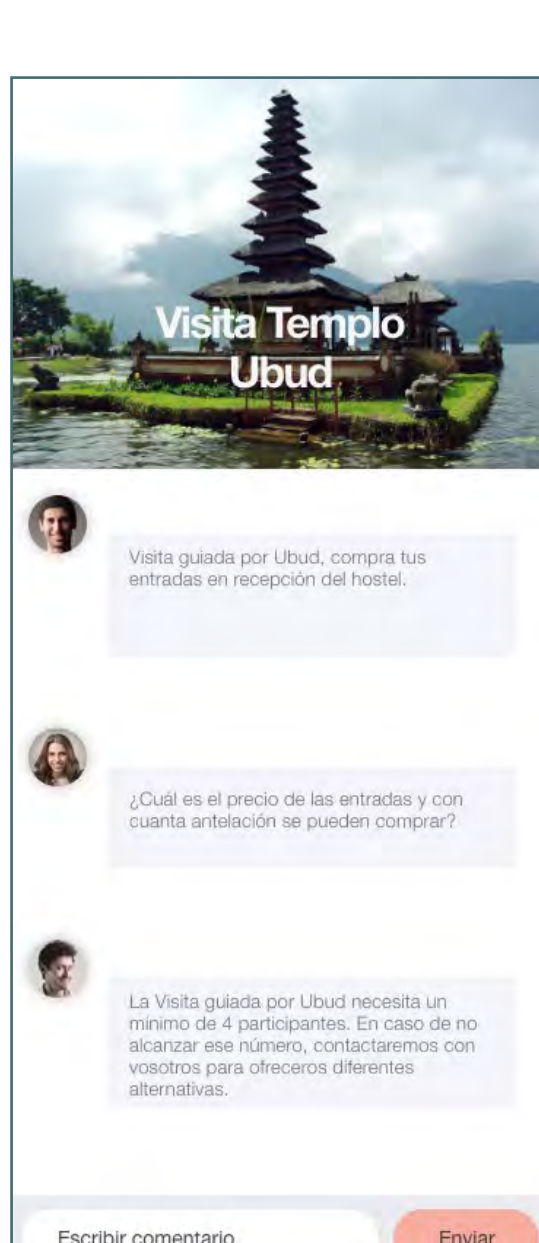 Visita Templo
Ubud
Visita guiada por Ubud, compra tus
entradas en recepción del hostel.
¿Cuál es el precio de las entradas y con
cuanta antelación se pueden comprar?
La Visita guiada por Ubud necesita un
mínimo de 4 participantes. En caso de no
alcanzar ese número, contactaremos con
vosotros para ofreceros diferentes
alternativas.
Escribir comentario
Enviar